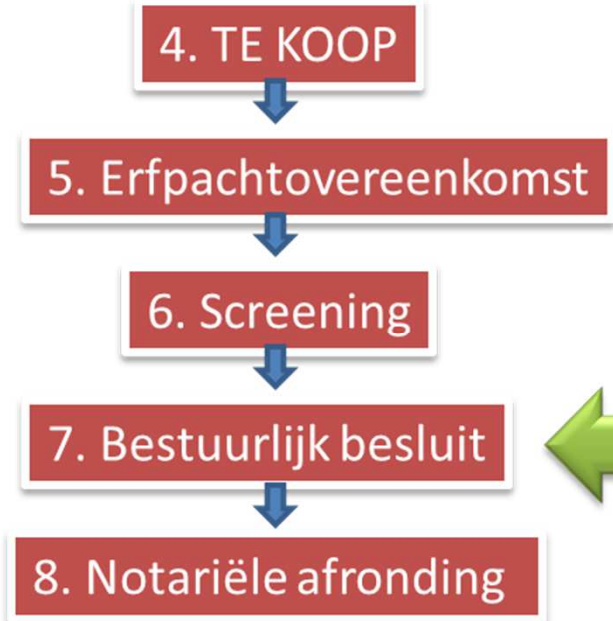 4. TE KOOP
5. Erfpachtovereenkomst
6. Screening
7. Bestuurlijk besluit
8. Notariële afronding